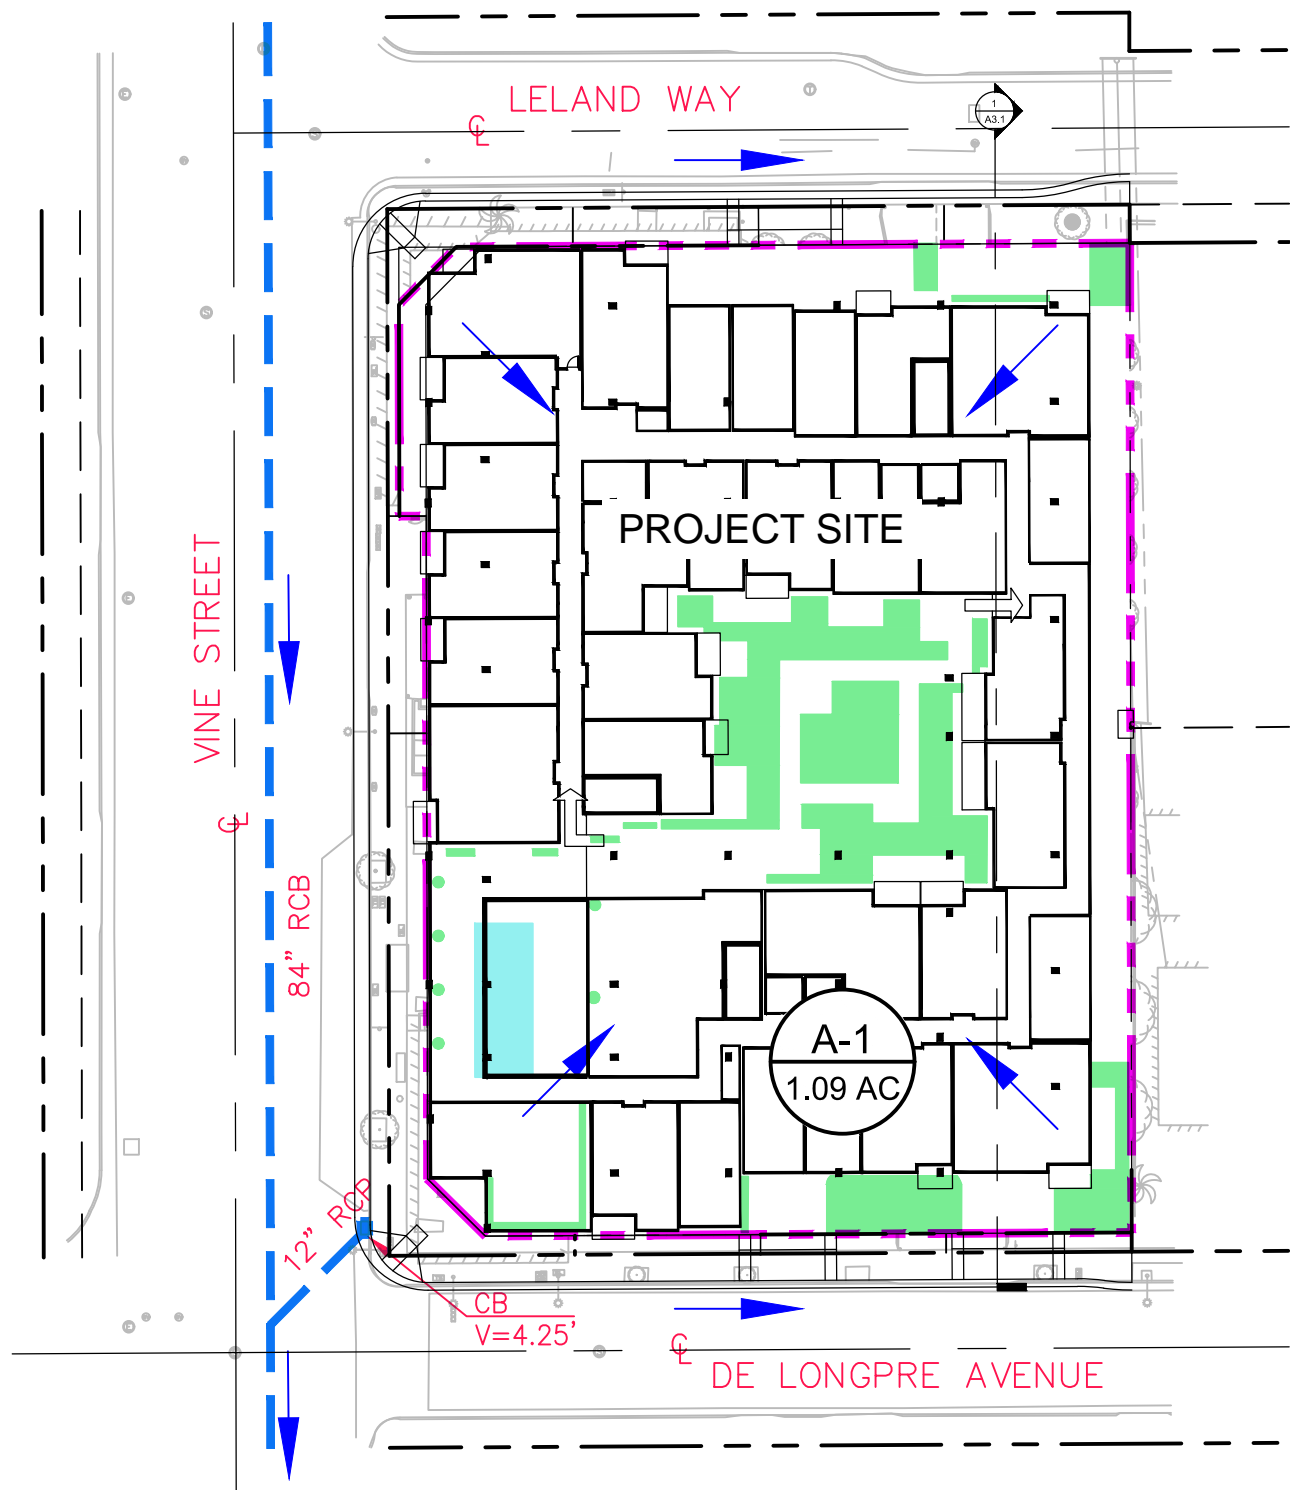 LELAND WAY
℄
1
A3.1
PROJECT SITE
VINE STREET
℄
84” RCB
A-1
1.09 AC
12” RCP
CB
V=4.25’
℄
DE LONGPRE AVENUE